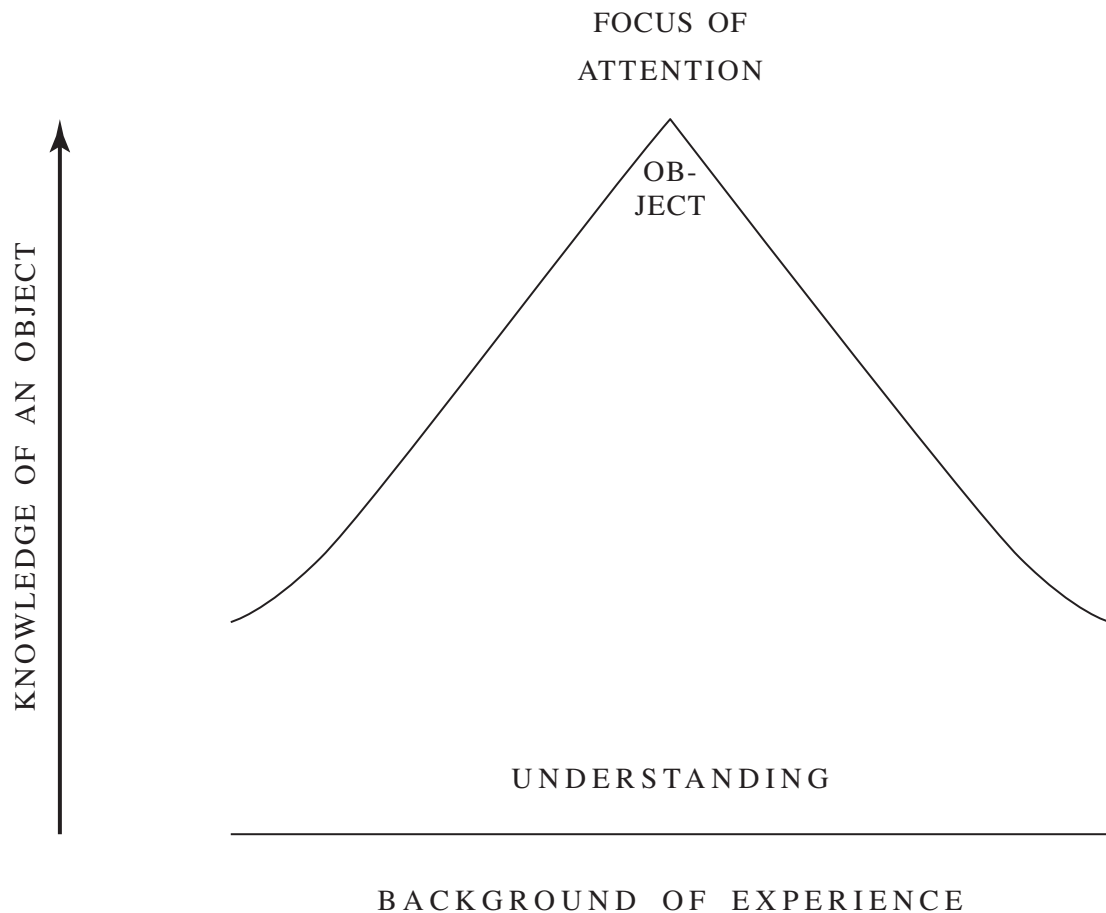 FOCUS OF
ATTENTION
OB-
JECT
KNOWLEDGE OF AN OBJECT
UNDERSTANDING
BACKGROUND OF EXPERIENCE